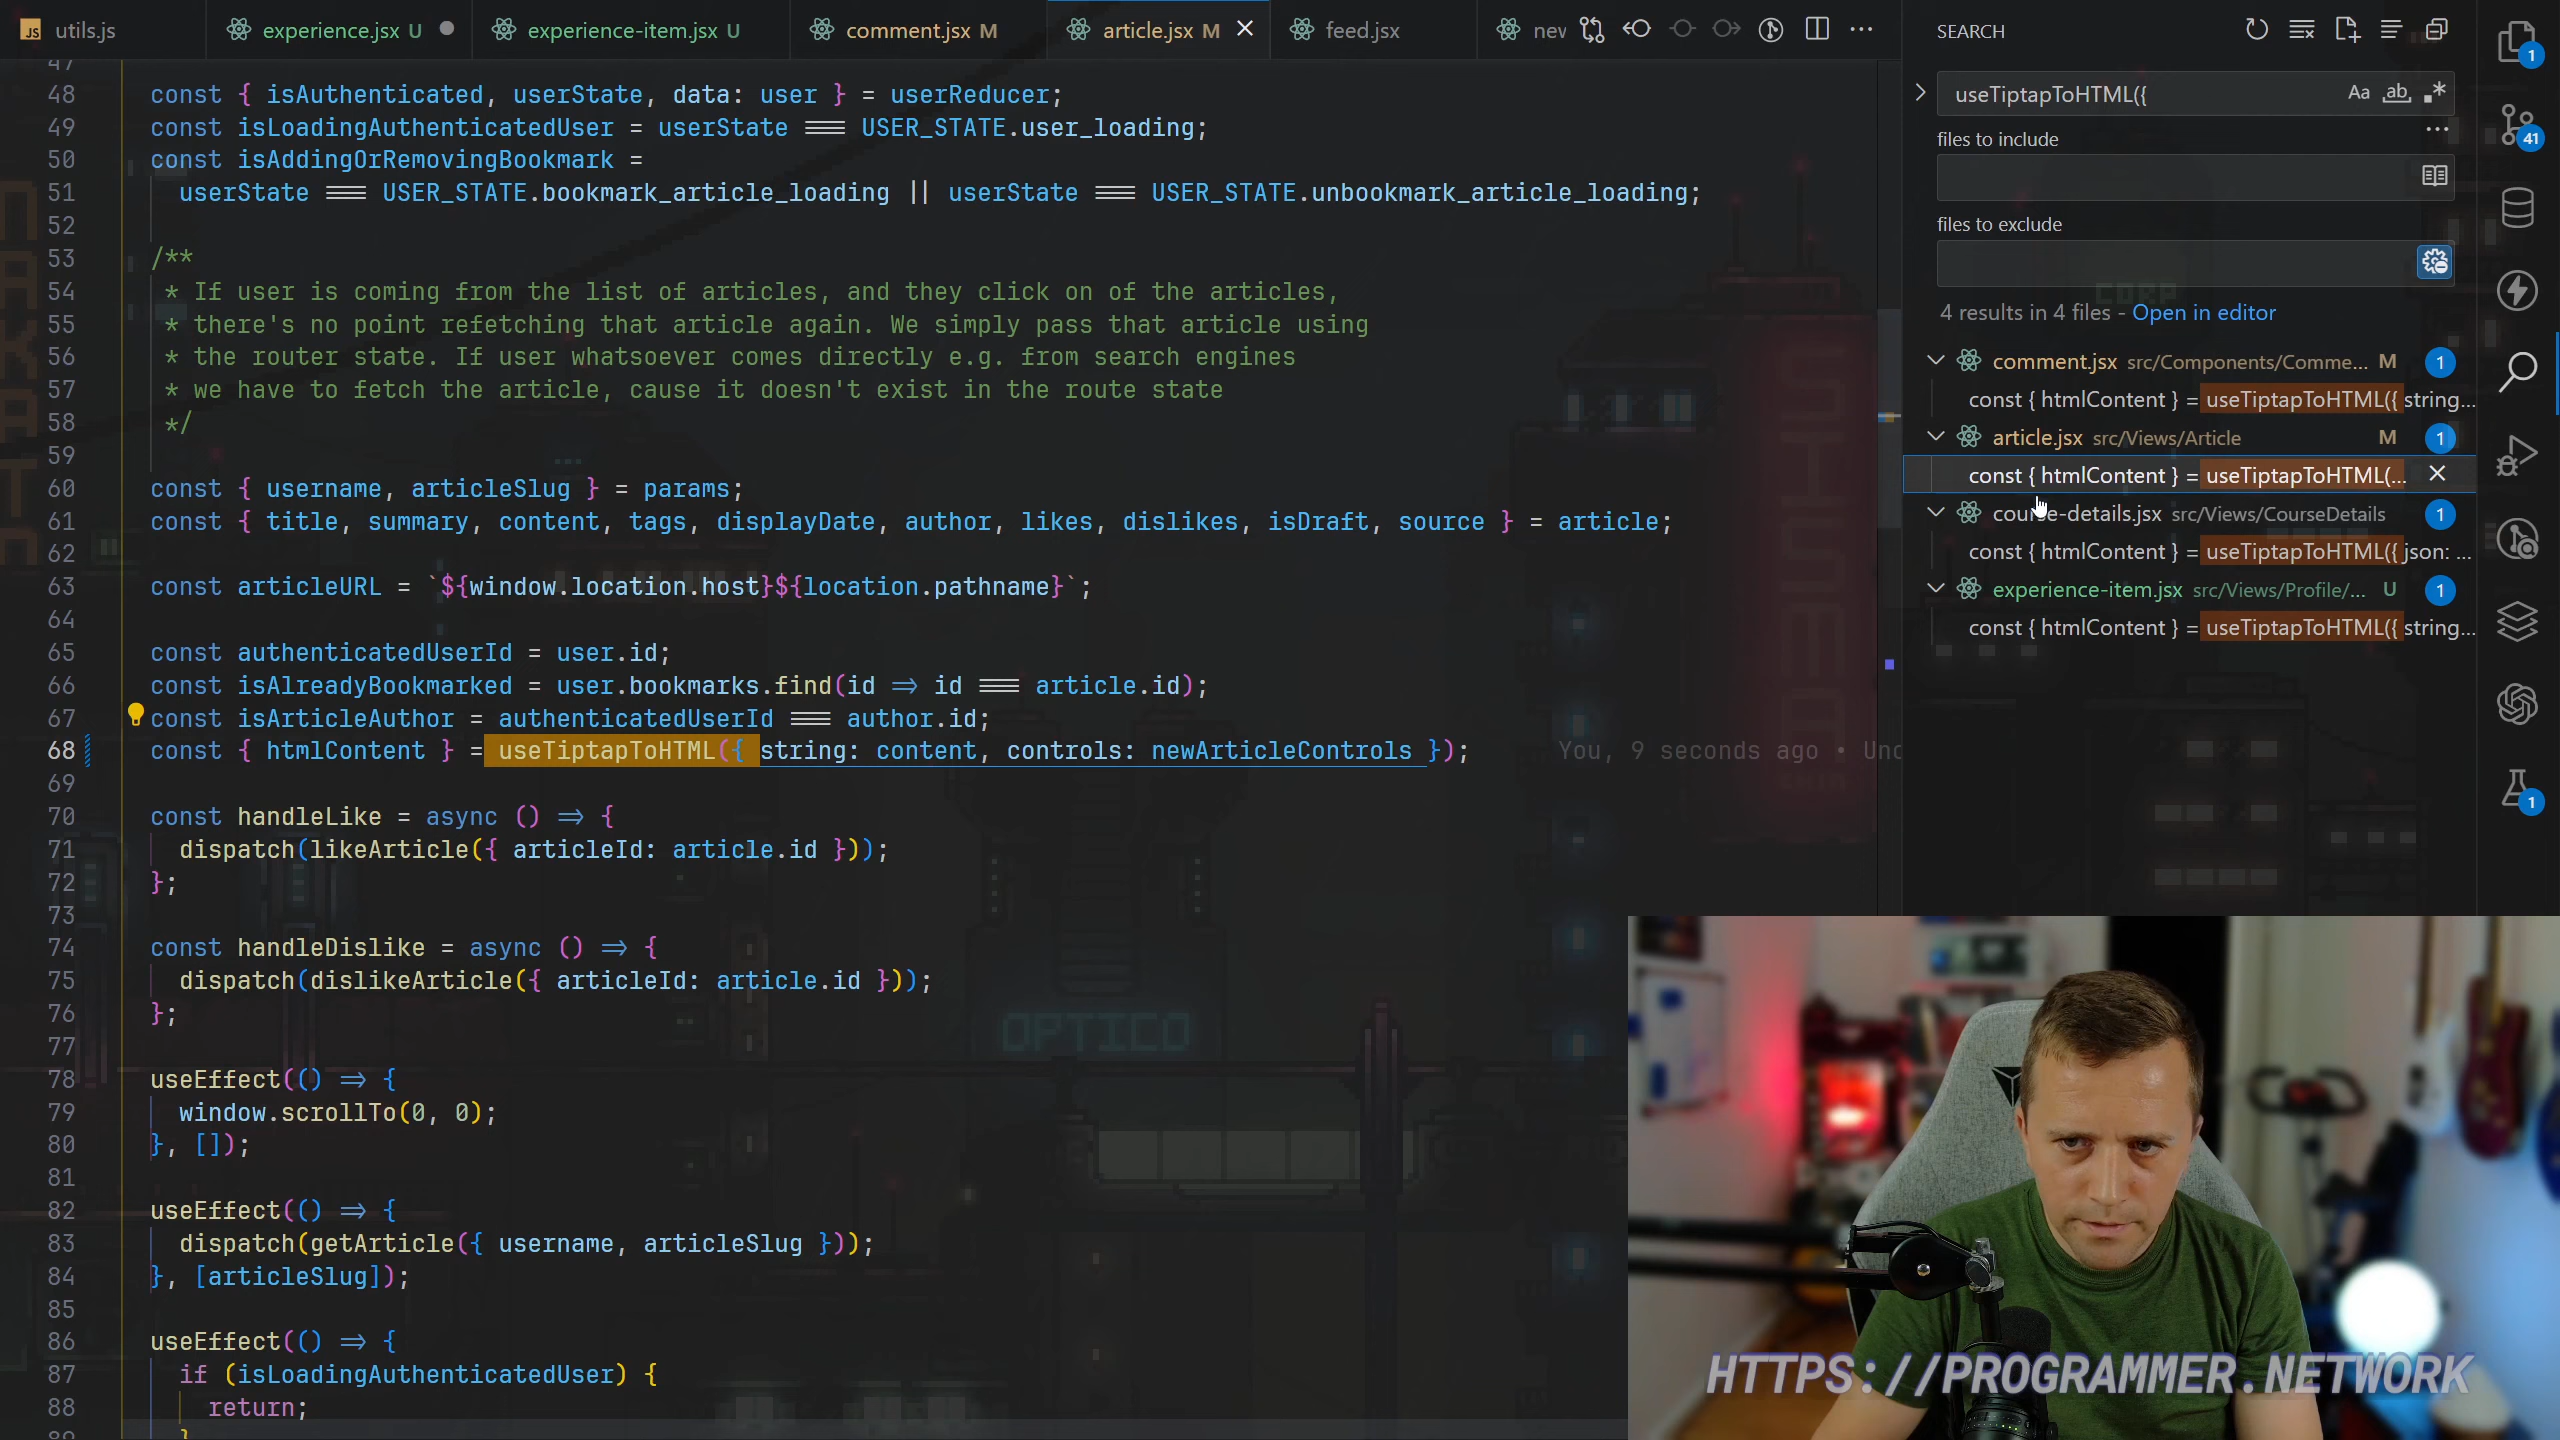 utils.js
experience.jsx U
experience-item.jsx U
comment.jsx M
article.jsx M
feed.jsx
47
48 const { isAuthenticated, userState, data: user } = userReducer;
49 const isLoadingAuthenticatedUser = userState === USER_STATE.user_loading;
50 const isAddingOrRemovingBookmark =
51 userState === USER_STATE.bookmark_article_loading || userState === USER_STATE.unbookmark_article_loading;
52
53 /**
54 * If user is coming from the list of articles, and they click on of the articles,
55 * there's no point refetching that article again. We simply pass that article using
56 * the router state. If user whatsoever comes directly e.g. from search engines
57 * we have to fetch the article, cause it doesn't exist in the route state
58 */
59
60 const { username, articleSlug } = params;
61 const { title, summary, content, tags, displayDate, author, likes, dislikes, isDraft, source } = article;
62
63 const articleURL = `${window.location.host}${location.pathname}`;
64
65 const authenticatedUserId = user.id;
66 const isAlreadyBookmarked = user.bookmarks.find(id => id === article.id);
67 const isArticleAuthor = authenticatedUserId === author.id;
68 const { htmlContent } = useTiptapToHTML({ string: content, controls: newArticleControls }); You, 9 seconds ago • Unc
69
70 const handleLike = async () => {
71 dispatch(likeArticle({ articleId: article.id }));
72 };
73
74 const handleDislike = async () => {
75 dispatch(dislikeArticle({ articleId: article.id }));
76 };
77
78 useEffect(() => {
79 window.scrollTo(0, 0);
80 }, []);
81
82 useEffect(() => {
83 dispatch(getArticle({ username, articleSlug }));
84 }, [articleSlug]);
85
86 useEffect(() => {
87 if (isLoadingAuthenticatedUser) {
88 return;
}
SEARCH
useTiptapToHTML({
Aa ab
files to include
files to exclude
4 results in 4 files - Open in editor
comment.jsx src/Components/Comme... M 1
const { htmlContent } = useTiptapToHTML({ string...
article.jsx src/Views/Article M 1
const { htmlContent } = useTiptapToHTML(...
course-details.jsx src/Views/CourseDetails 1
const { htmlContent } = useTiptapToHTML({ json: ...
experience-item.jsx src/Views/Profile/... U 1
const { htmlContent } = useTiptapToHTML({ string...
1
41
1
OPTICO
HTTPS://PROGRAMMER.NETWORK